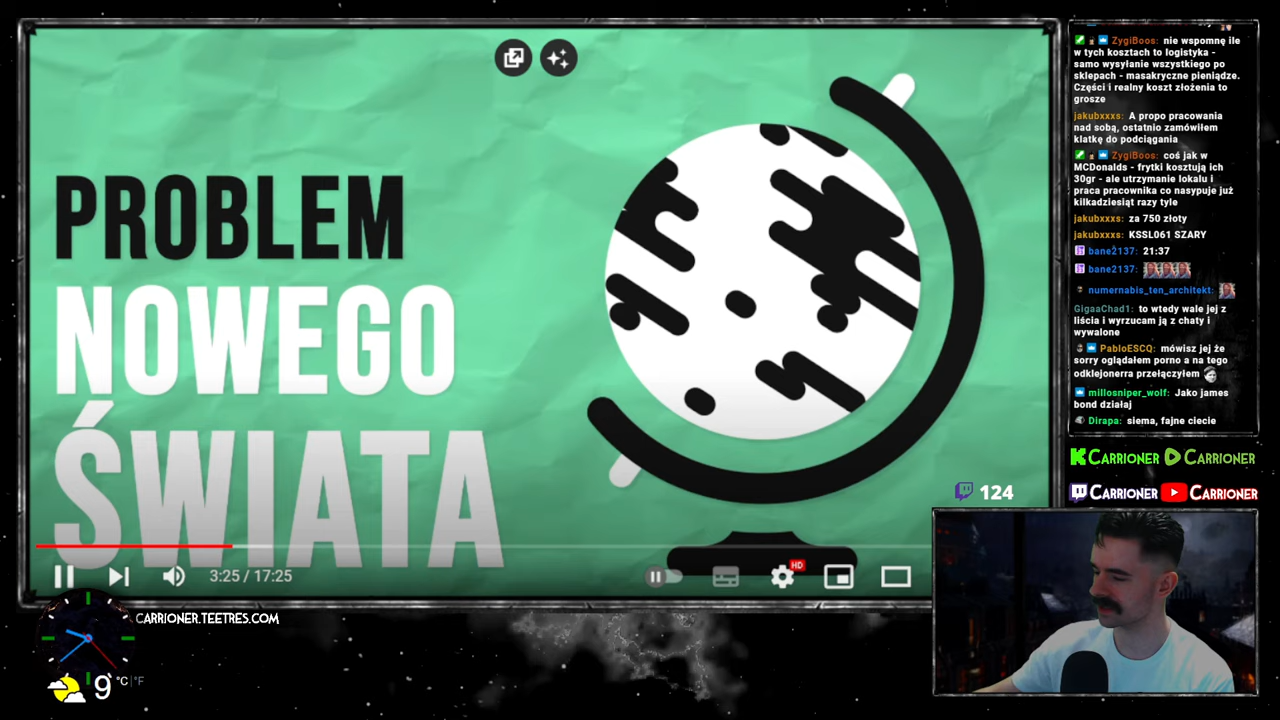 PROBLEM
NOWEGO
ŚWIATA
3:25 / 17:25
HD
124
CARRIONER.TEETRES.COM
9 °C °F
ZygiBoos: nie wspomnę ile
w tych kosztach to logistyka -
samo wysyłanie wszystkiego po
sklepach - masakryczne pieniądze.
Części i realny koszt złożenia to
grosze
jakubxxxs: A propo pracowania
nad sobą, ostatnio zamówiłem
klatkę do podciągania
ZygiBoos: coś jak w
MCDonalds - frytki kosztują ich
30gr - ale utrzymanie lokalu i
praca pracownika co nasypuje już
kilkadziesiąt razy tyle
jakubxxxs: za 750 złoty
jakubxxxs: KSSL061 SZARY
bane2137: 21:37
bane2137:
numernabis_ten_architekt:
GigaaChad1: to wtedy wale jej z
liścia i wyrzucam ją z chaty i
wywalone
PabloESCQ: mówisz jej że
sorry oglądałem porno a na tego
odklejonerra przełączyłem
millosniper_wolf: Jako james
bond działaj
Dirapa: siema, fajne ciecie
CARRIONER CARRIONER
CARRIONER CARRIONER